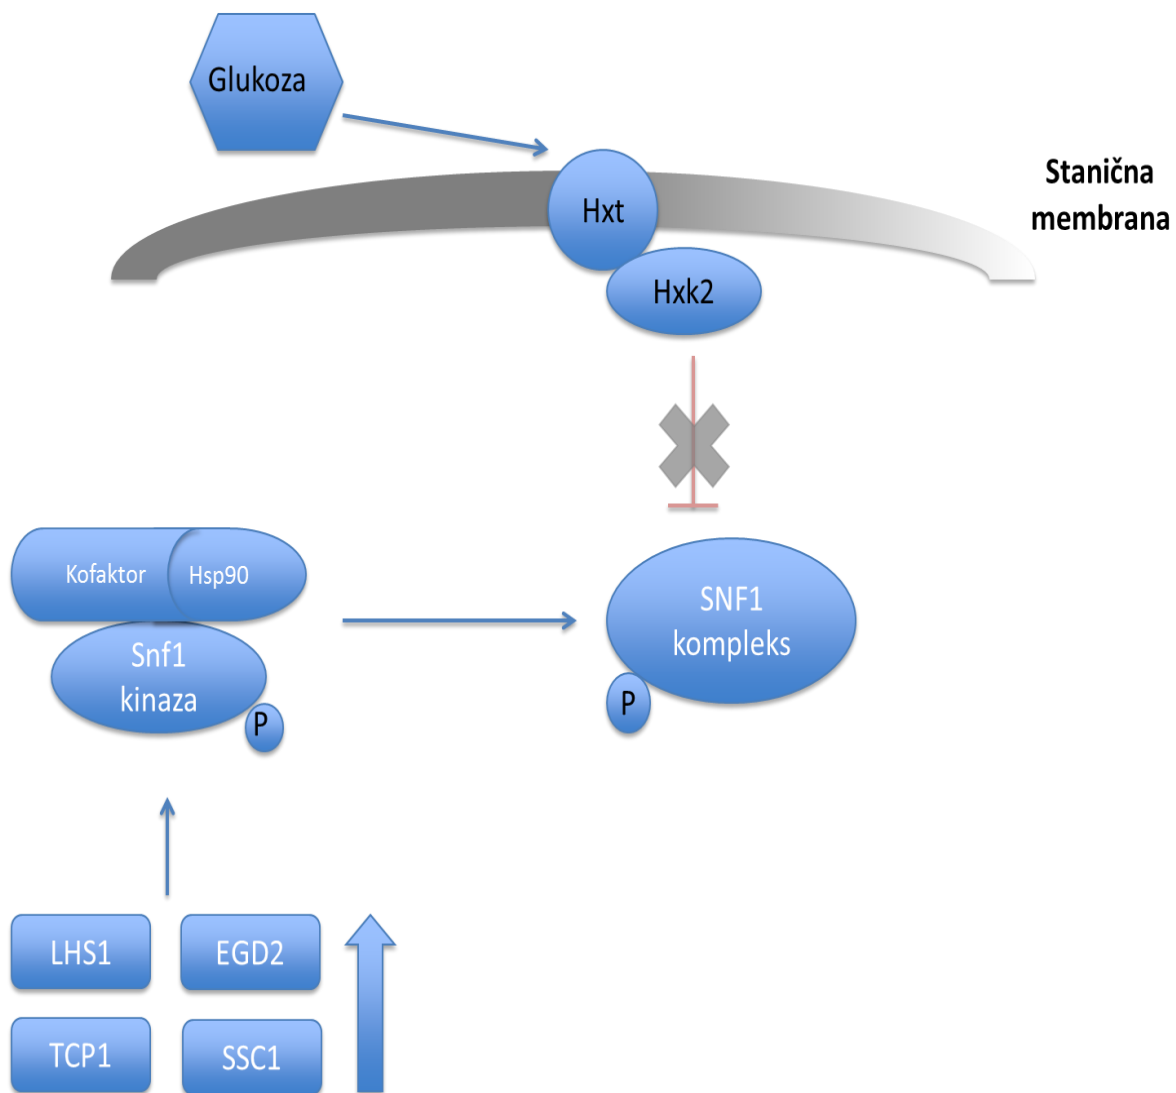 Glukoza
Stanična
membrana
Hxt
Hxk2
Kofaktor
Hsp90
SNF1
kompleks
Snf1
kinaza
P
P
LHS1
EGD2
TCP1
SSC1